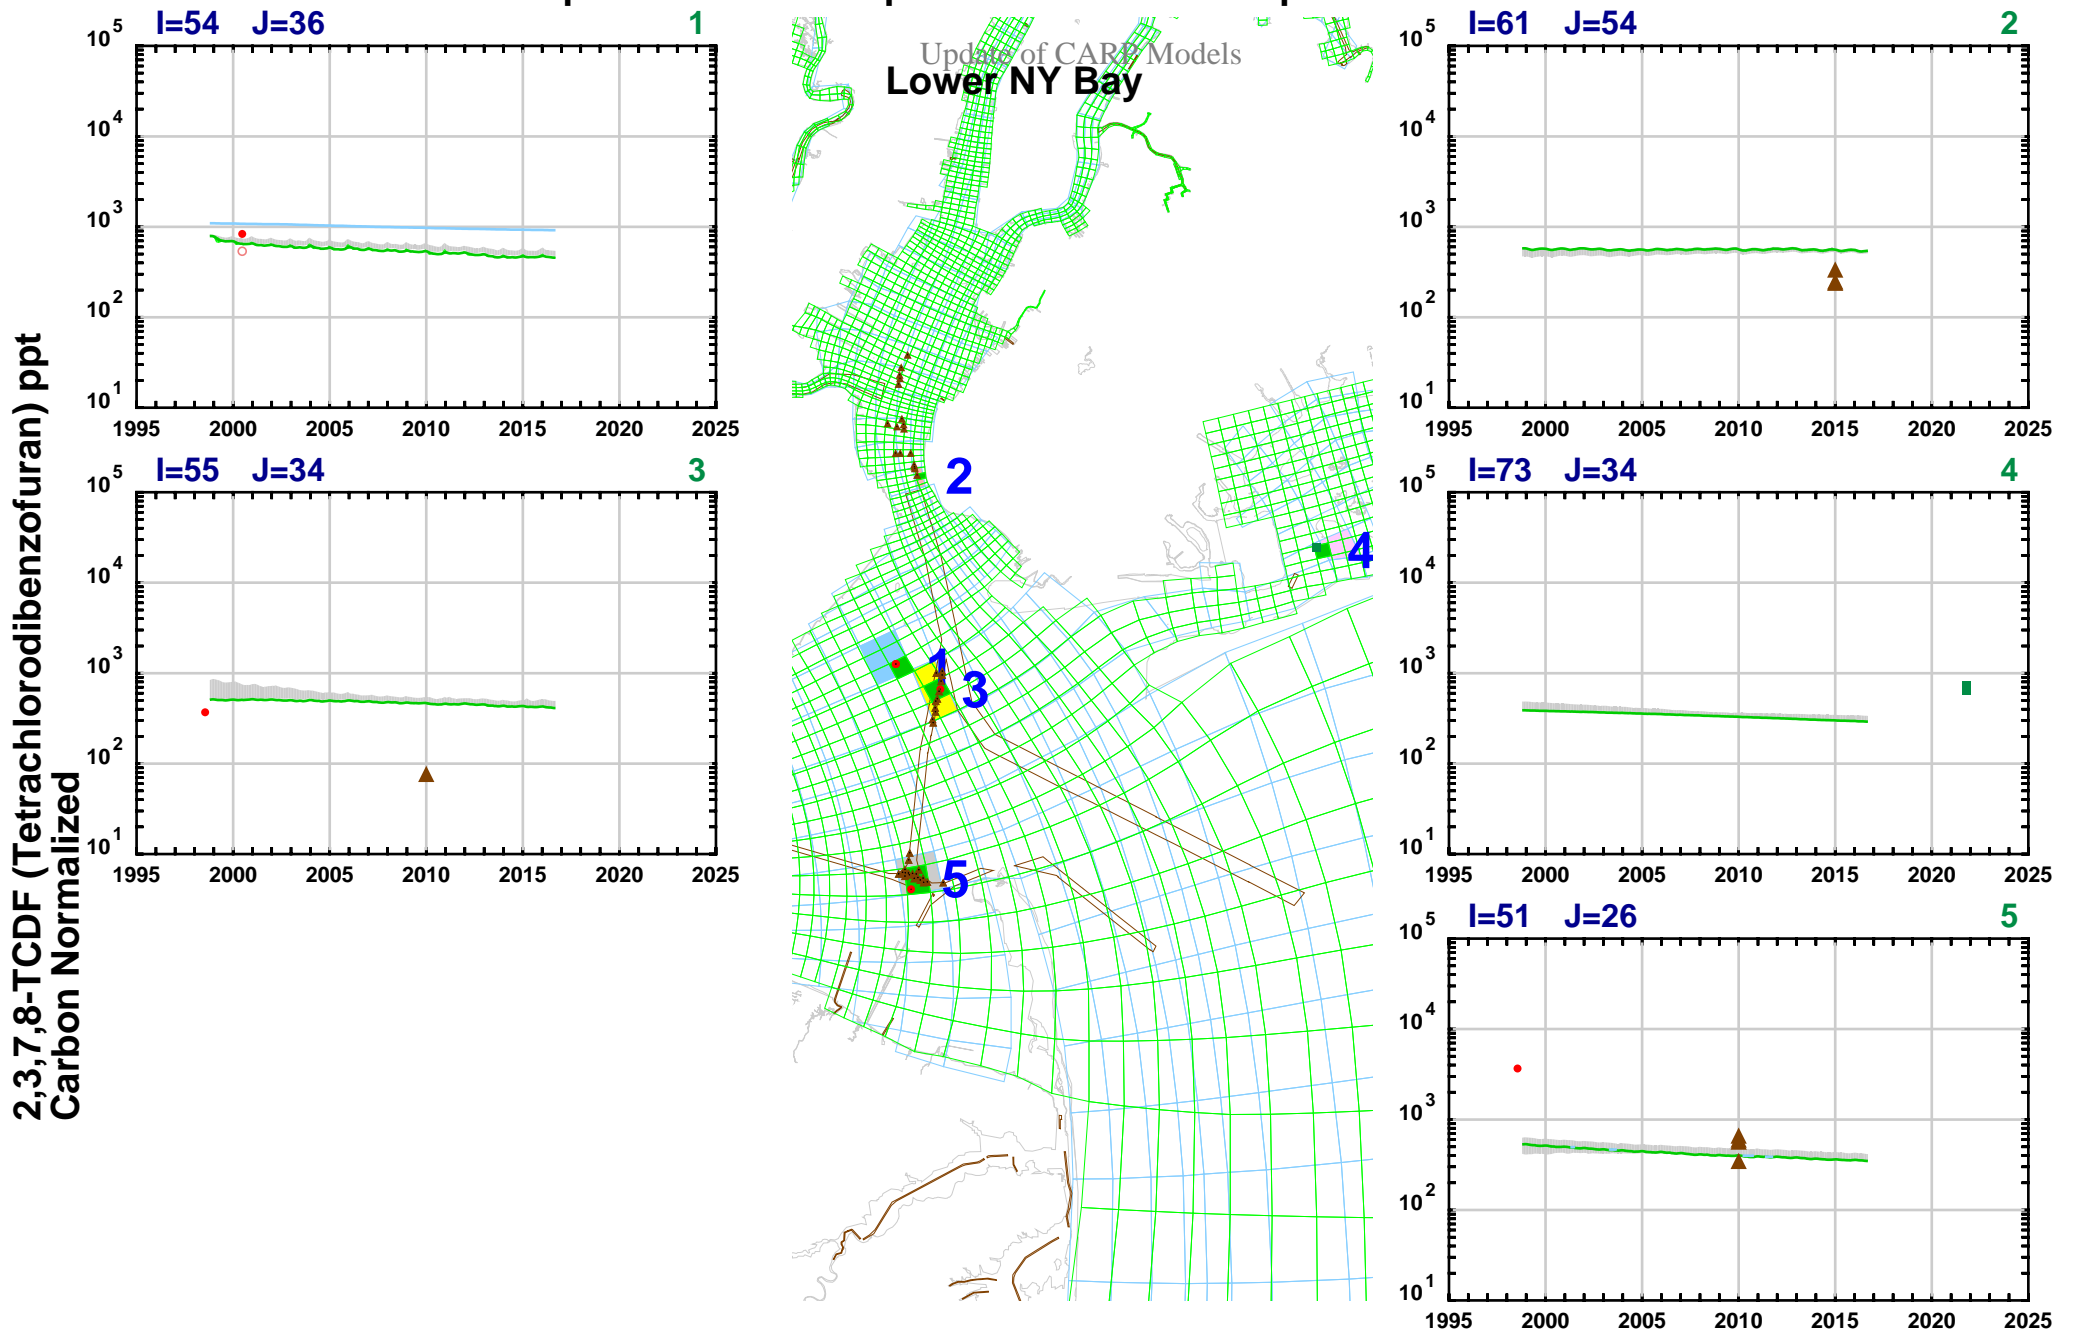 Update of CARP Models
Lower NY Bay
2,3,7,8-TCDF (Tetrachlorodibenzofuran) ppt
Carbon Normalized
I=54 J=36 1
10^5
10^4
10^3
10^2
10^1
1995 2000 2005 2010 2015 2020 2025
I=61 J=54 2
10^5
10^4
10^3
10^2
10^1
1995 2000 2005 2010 2015 2020 2025
I=55 J=34 3
10^5
10^4
10^3
10^2
10^1
1995 2000 2005 2010 2015 2020 2025
I=73 J=34 4
10^5
10^4
10^3
10^2
10^1
1995 2000 2005 2010 2015 2020 2025
I=51 J=26 5
10^5
10^4
10^3
10^2
10^1
1995 2000 2005 2010 2015 2020 2025
2
4
1
3
5